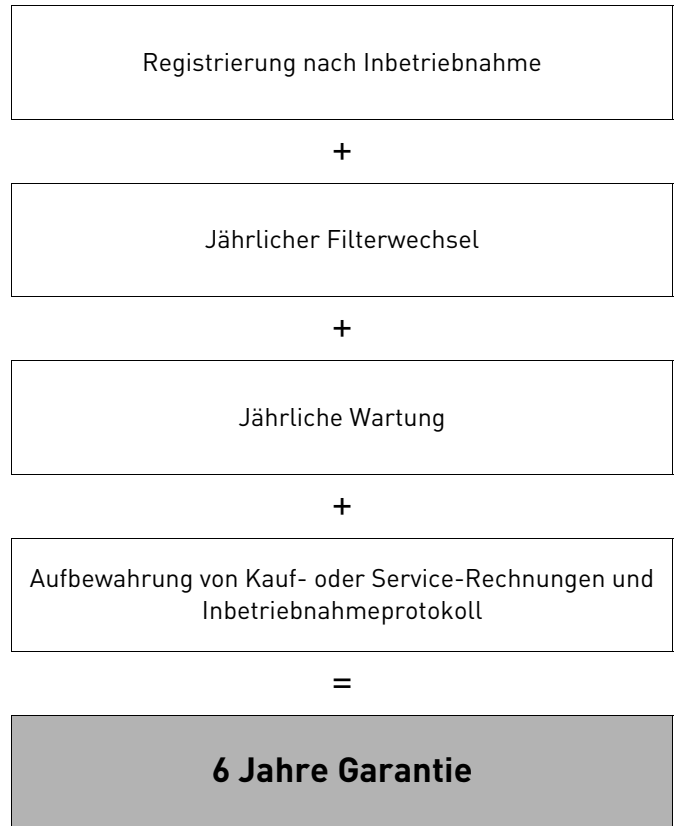 Registrierung nach Inbetriebnahme
+
Jährlicher Filterwechsel
+
Jährliche Wartung
+
Aufbewahrung von Kauf- oder Service-Rechnungen und
Inbetriebnahmeprotokoll
=
6 Jahre Garantie